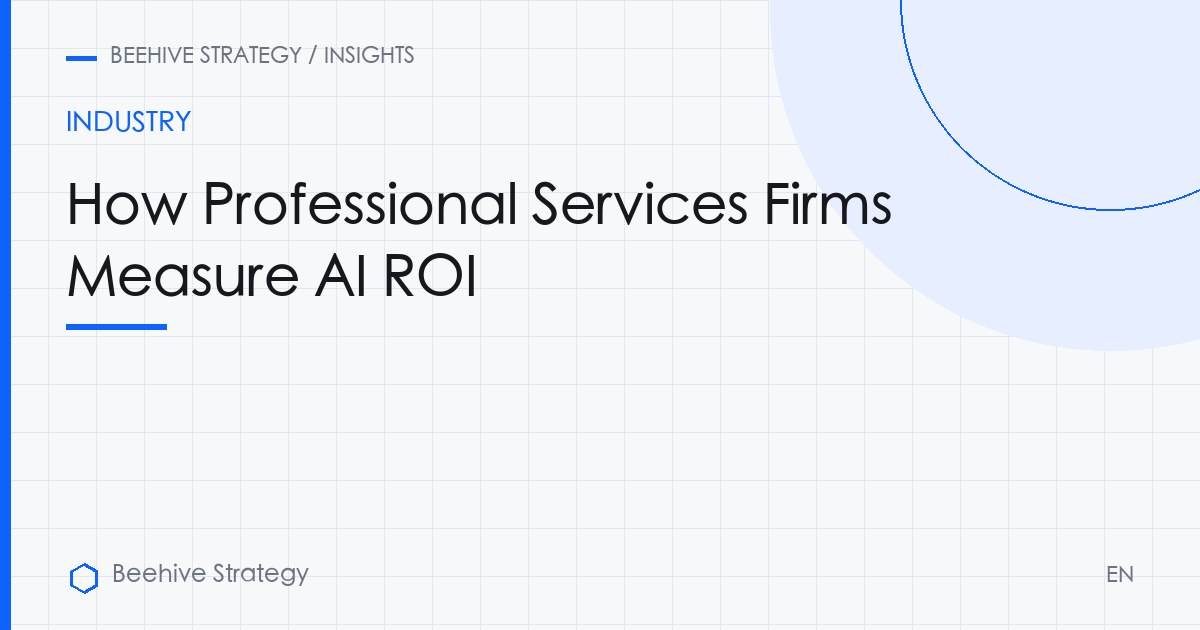 BEEHIVE STRATEGY / INSIGHTS
INDUSTRY
How Professional Services Firms
Measure AI ROI
Beehive Strategy
EN